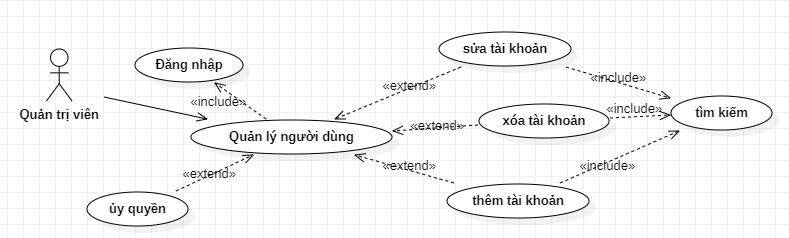 sửa tài khoản
Đăng nhập
«include»
«extend»
«include»
Quản trị viên
«include»
tìm kiếm
«extend»
xóa tài khoản
Quản lý người dùng
«extend»
«include»
«extend»
thêm tài khoản
ủy quyền